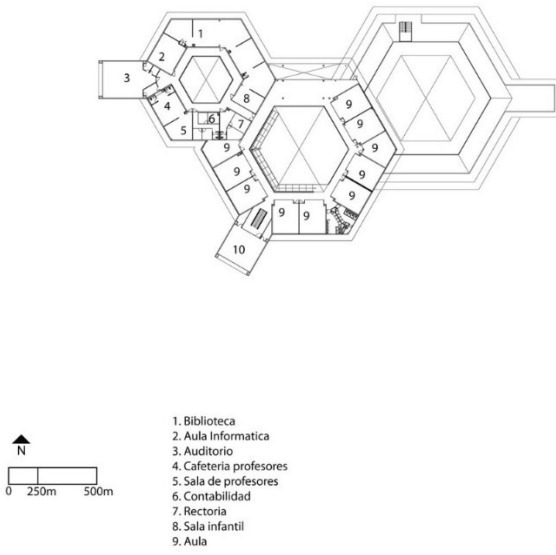 1
2
3
8
9
4
6
7
9
5
9
9
9
9
9
9
9
9
9
10
N
0 250m 500m
1. Biblioteca
2. Aula Informatica
3. Auditorio
4. Cafeteria profesores
5. Sala de profesores
6. Contabilidad
7. Rectoria
8. Sala infantil
9. Aula